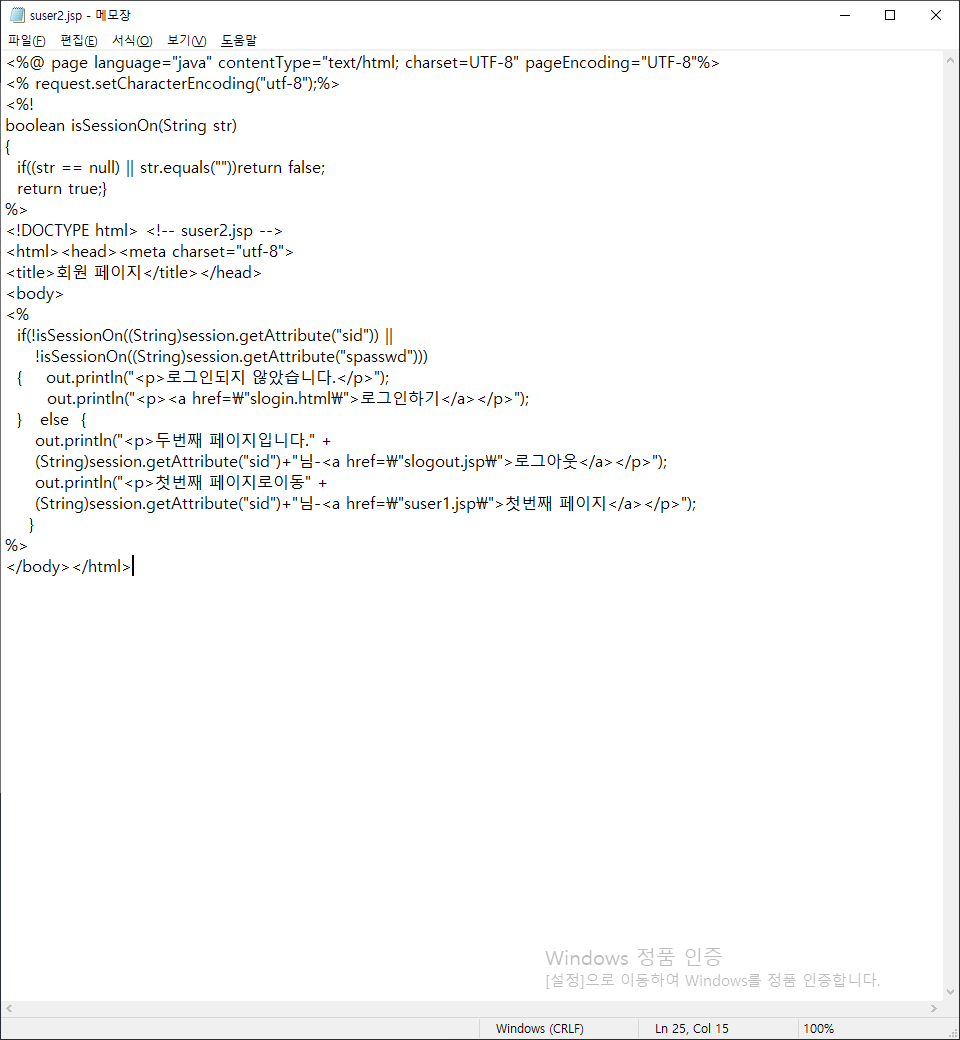 suser2.jsp - 메모장
파일(F) 편집(E) 서식(O) 보기(V) 도움말
<%@ page language="java" contentType="text/html; charset=UTF-8" pageEncoding="UTF-8"%>
<% request.setCharacterEncoding("utf-8");%>
<%!
boolean isSessionOn(String str)
{
  if((str == null) || str.equals(""))return false;
  return true;}
%>
<!DOCTYPE html> <!-- suser2.jsp -->
<html><head><meta charset="utf-8">
<title>회원 페이지</title></head>
<body>
<%
  if(!isSessionOn((String)session.getAttribute("sid")) ||
     !isSessionOn((String)session.getAttribute("spasswd")))
  {    out.println("<p>로그인되지 않았습니다.</p>");
       out.println("<p><a href=₩"slogin.html₩">로그인하기</a></p>");
  }   else  {
     out.println("<p>두번째 페이지입니다." +
     (String)session.getAttribute("sid")+"님-<a href=₩"slogout.jsp₩">로그아웃</a></p>");
     out.println("<p>첫번째 페이지로이동" +
     (String)session.getAttribute("sid")+"님-<a href=₩"suser1.jsp₩">첫번째 페이지</a></p>");
    }
%>
</body></html>
Windows 정품 인증
[설정]으로 이동하여 Windows를 정품 인증합니다.
Windows (CRLF) Ln 25, Col 15 100%